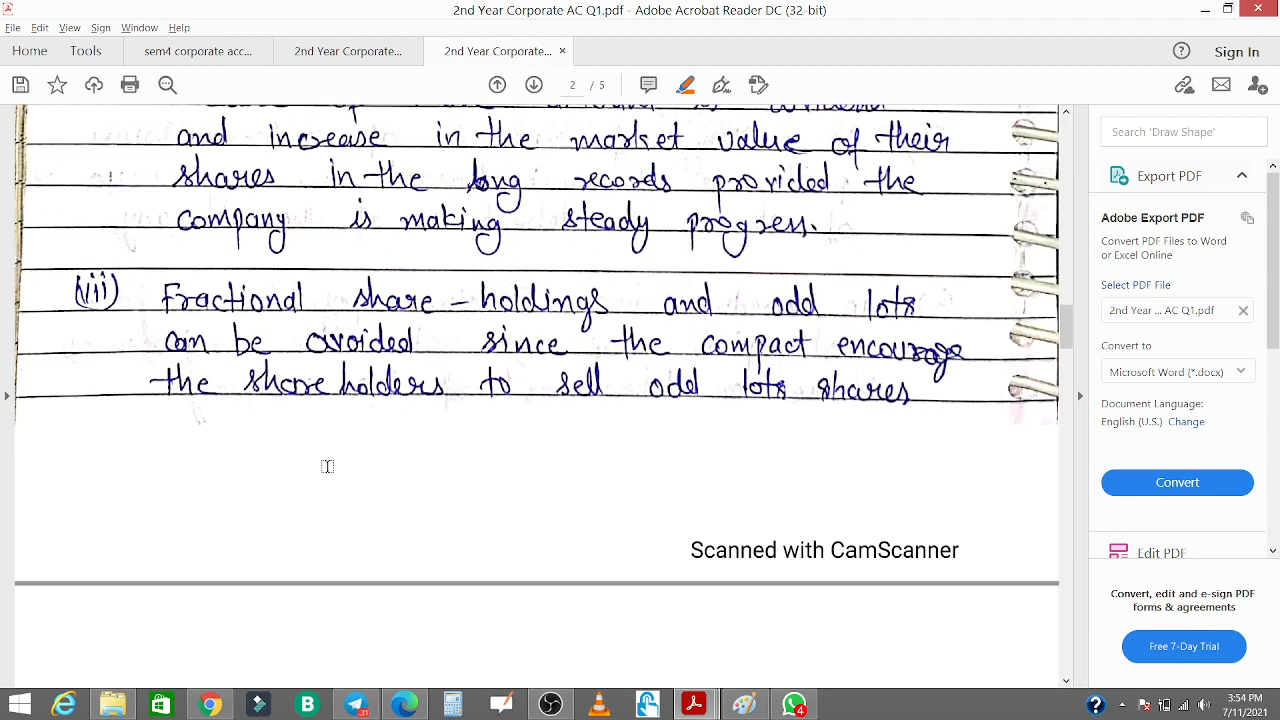 2nd Year Corporate AC Q1.pdf - Adobe Acrobat Reader DC (32-bit)
File Edit View Sign Window Help
Home Tools sem4 corporate acc... 2nd Year Corporate... 2nd Year Corporate... × Sign In
2 / 5
and increase in the market value of their
shares in the long records provided the
company is making steady progress.
(vii) Fractional share-holdings and odd lots
can be avoided since the compact encourage
the shareholders to sell odd lots shares
Scanned with CamScanner
Search 'Draw Shape'
Export PDF
Adobe Export PDF
Convert PDF Files to Word
or Excel Online
Select PDF File
2nd Year ... AC Q1.pdf
Convert to
Microsoft Word (*.docx)
Document Language:
English (U.S.) Change
Convert
Edit PDF
Convert, edit and e-sign PDF
forms & agreements
Free 7-Day Trial
31
B
4
3:54 PM
7/11/2021